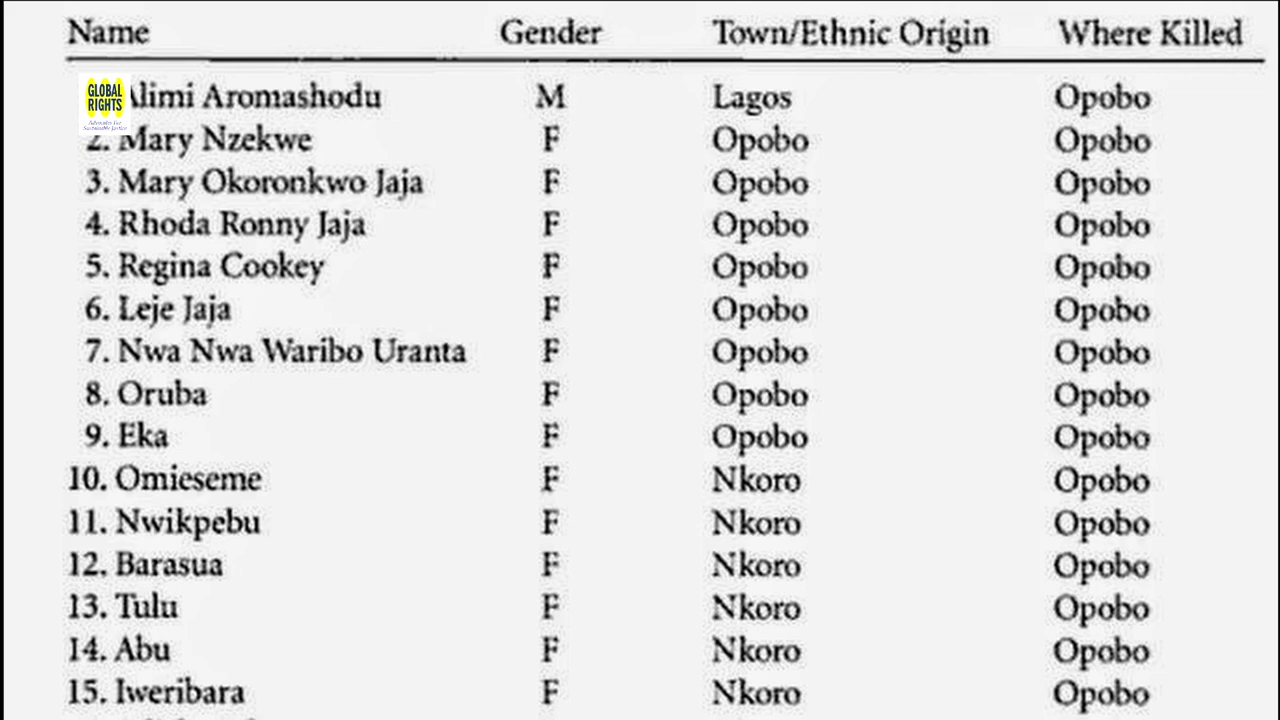 Name Gender Town/Ethnic Origin Where Killed
GLOBAL
RIGHTS
Alimi Aromashodu M Lagos Opobo
2. Mary Nzekwe F Opobo Opobo
3. Mary Okoronkwo Jaja F Opobo Opobo
4. Rhoda Ronny Jaja F Opobo Opobo
5. Regina Cookey F Opobo Opobo
6. Leje Jaja F Opobo Opobo
7. Nwa Nwa Waribo Uranta F Opobo Opobo
8. Oruba F Opobo Opobo
9. Eka F Opobo Opobo
10. Omieseme F Nkoro Opobo
11. Nwikpebu F Nkoro Opobo
12. Barasua F Nkoro Opobo
13. Tulu F Nkoro Opobo
14. Abu F Nkoro Opobo
15. Iweribara F Nkoro Opobo